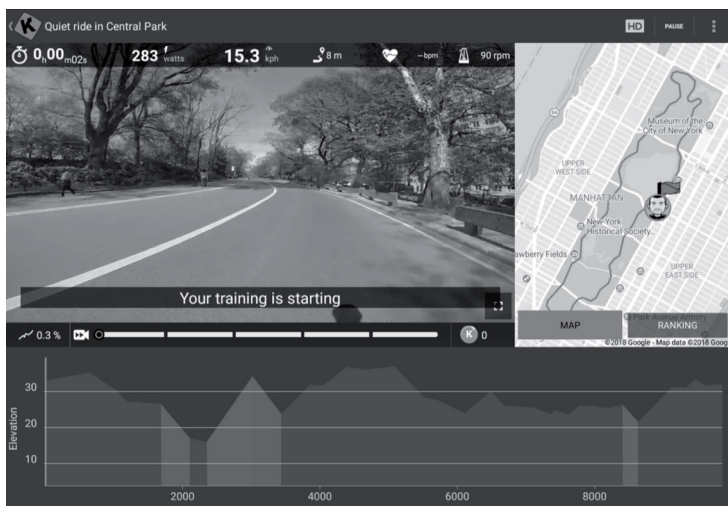 K Quiet ride in Central Park HD PAUSE
0h00m02s 283 watts 15.3 kph 8 m –bpm 90 rpm
Your training is starting
0.3 % K 0
Museum of the
City of New York
UPPER
WEST SIDE
MANHATTAN
New-York
Historical Society...
awberry Fields
UPPER
EAST SIDE
Park Avenue Armory
MAP RANKING
©2018 Google - Map data ©2018 Goog
Elevation
30
20
10
2000 4000 6000 8000